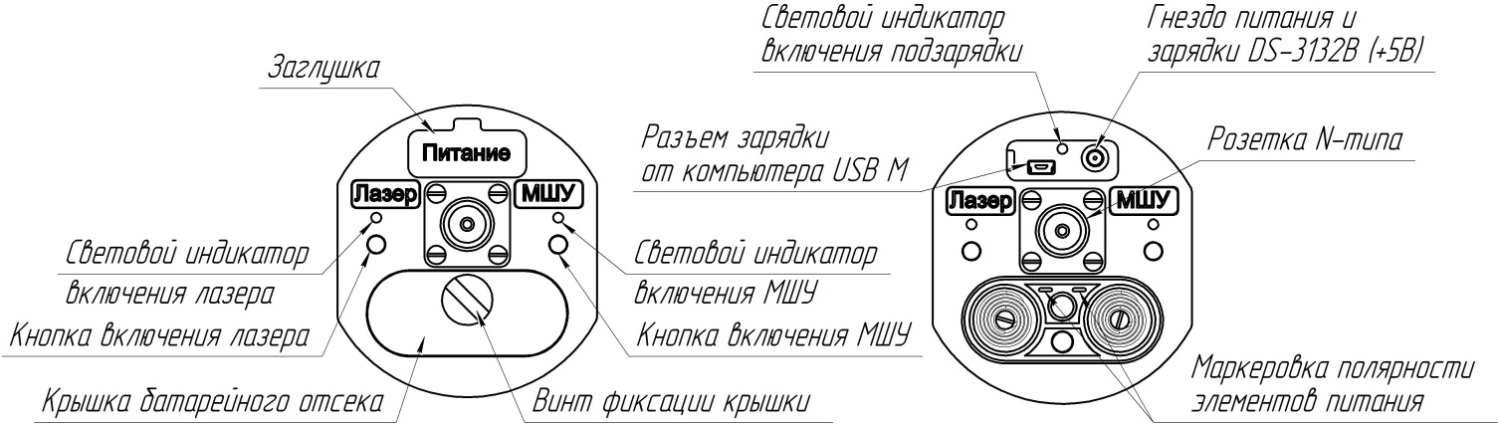 Световой индикатор
включения подзарядки
Гнездо питания и
зарядки DS-3132B (+5В)
Заглушка
Разъем зарядки
от компьютера USB M
Розетка N-типа
Питание
Лазер
МШУ
Лазер
МШУ
Световой индикатор
включения лазера
Кнопка включения лазера
Световой индикатор
включения МШУ
Кнопка включения МШУ
Крышка батарейного отсека
Винт фиксации крышки
Маркеровка полярности
элементов питания